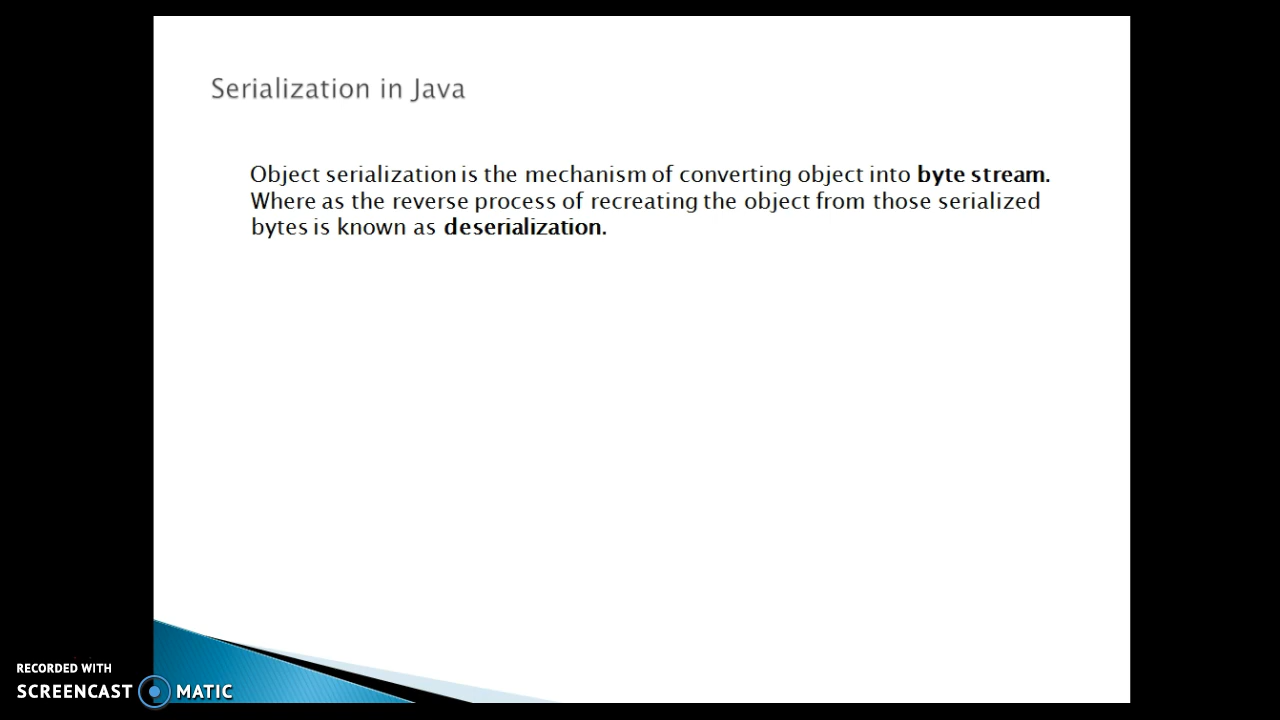 Serialization in Java
Object serialization is the mechanism of converting object into byte stream.
Where as the reverse process of recreating the object from those serialized
bytes is known as deserialization.
RECORDED WITH
SCREENCAST MATIC